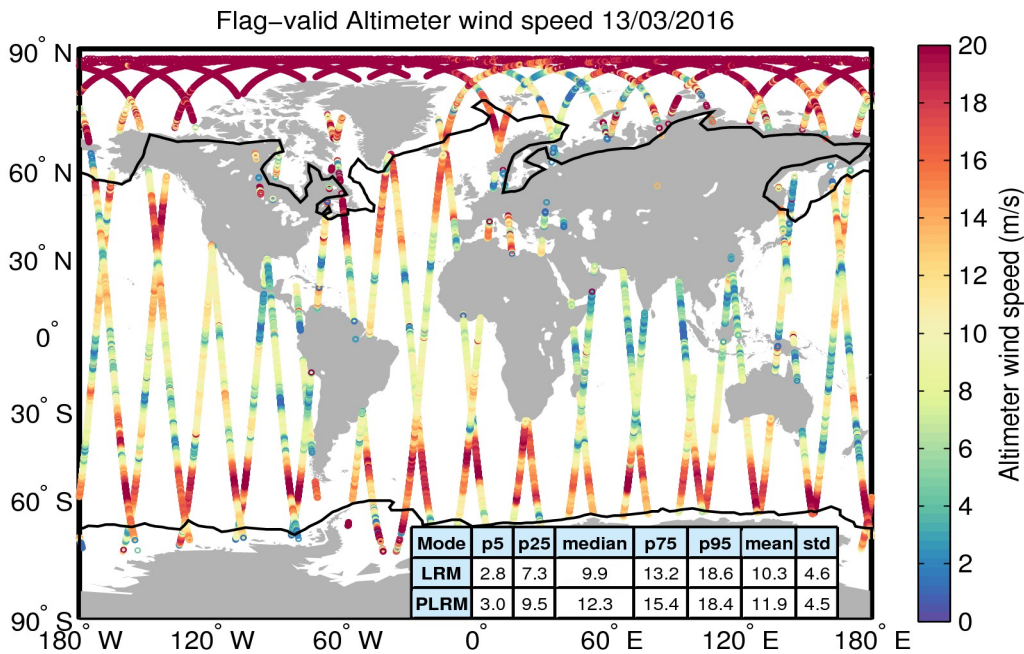 Flag−valid Altimeter wind speed 13/03/2016
90° N
60° N
30° N
0°
30° S
60° S
90° S
180° W
120° W
60° W
0°
60° E
120° E
180° E
Mode p5 p25 median p75 p95 mean std
LRM 2.8 7.3 9.9 13.2 18.6 10.3 4.6
PLRM 3.0 9.5 12.3 15.4 18.4 11.9 4.5
20
18
16
14
12
10
8
6
4
2
0
Altimeter wind speed (m/s)